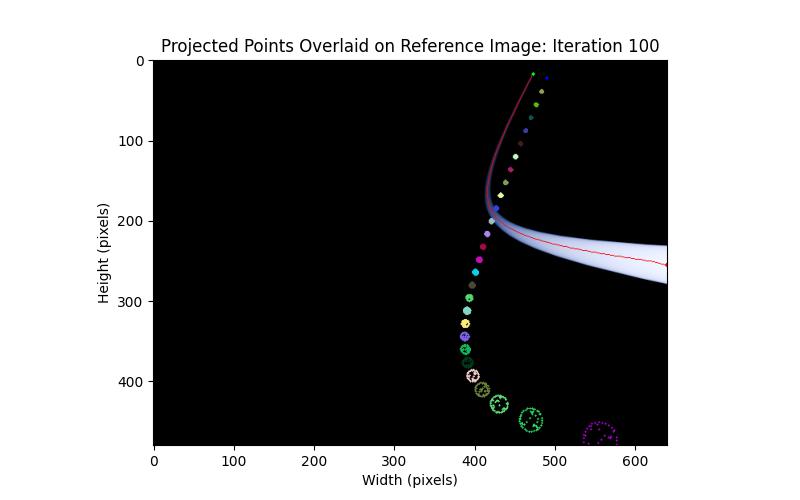 Projected Points Overlaid on Reference Image: Iteration 100
0
100
200
300
400
Height (pixels)
0 100 200 300 400 500 600
Width (pixels)